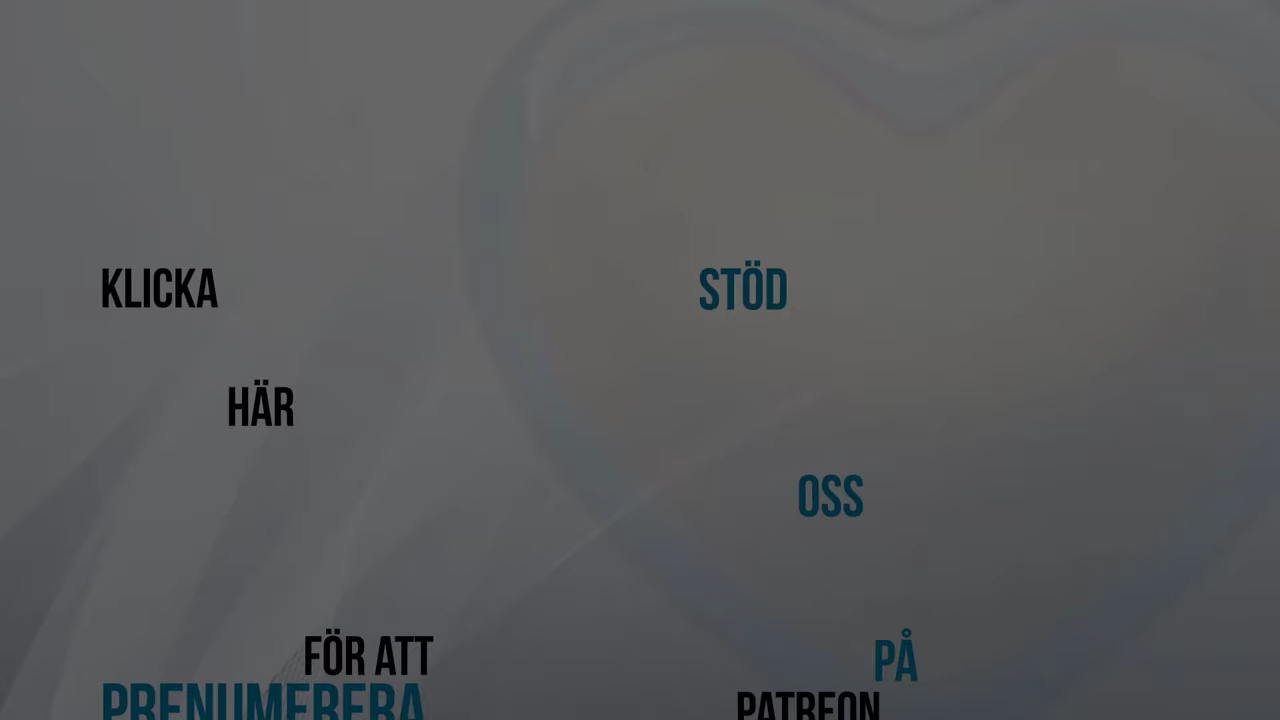 KLICKA
HÄR
FÖR ATT
PRENUMERERA
STÖD
OSS
PÅ
PATREON